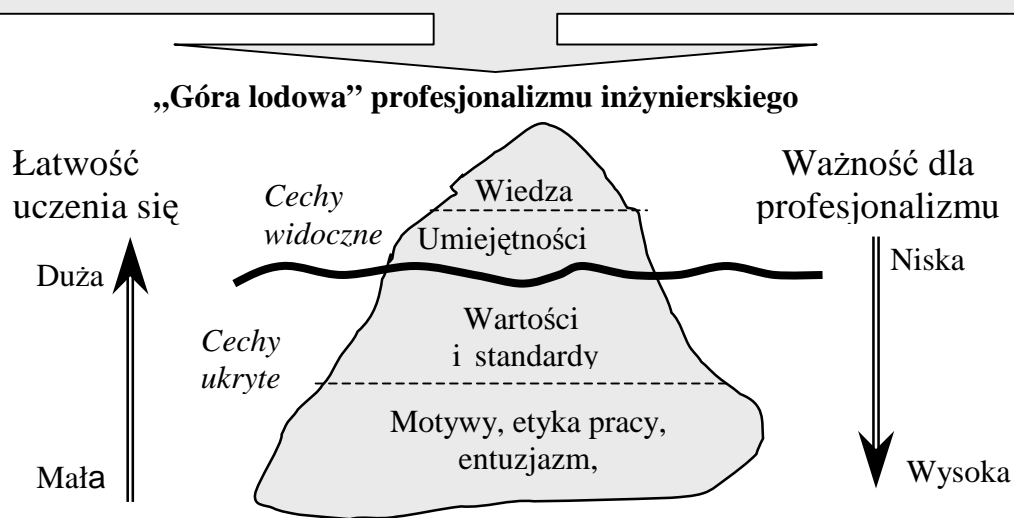 „Góra lodowa” profesjonalizmu inżynierskiego
Łatwość
uczenia się
Ważność dla
profesjonalizmu
Cechy
widoczne
Wiedza
Umiejętności
Duża
Niska
Cechy
ukryte
Wartości
i standardy
Motywy, etyka pracy,
entuzjazm,
Mała
Wysoka